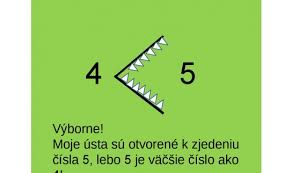 4 5
Výborne!
Moje ústa sú otvorené k zjedeniu
čísla 5, lebo 5 je väčšie číslo ako